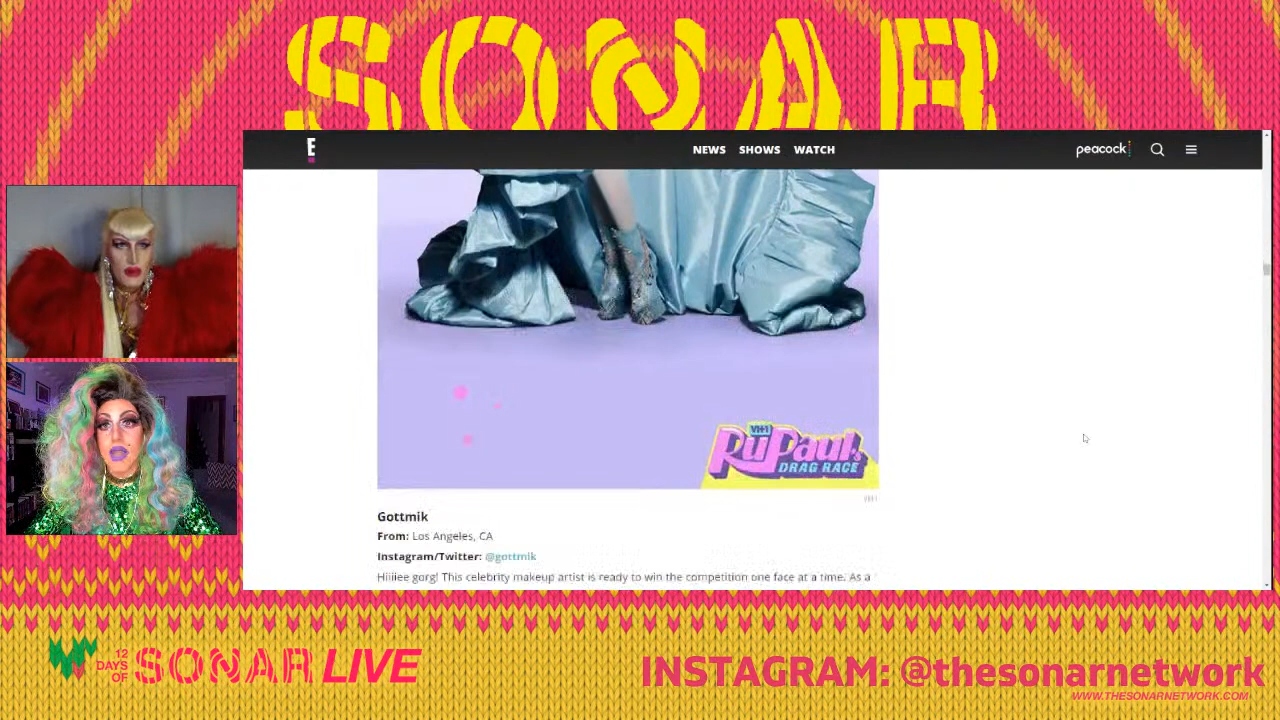 SONAR
E
NEWS SHOWS WATCH
peacock
VH1
RuPaul's
DRAG RACE
VH1
Gottmik
From: Los Angeles, CA
Instagram/Twitter: @gottmik
Hiiiiee gorg! This celebrity makeup artist is ready to win the competition one face at a time. As a
12
DAYS
OF
SONAR LIVE
INSTAGRAM: @thesonarnetwork
WWW.THESONARNETWORK.COM